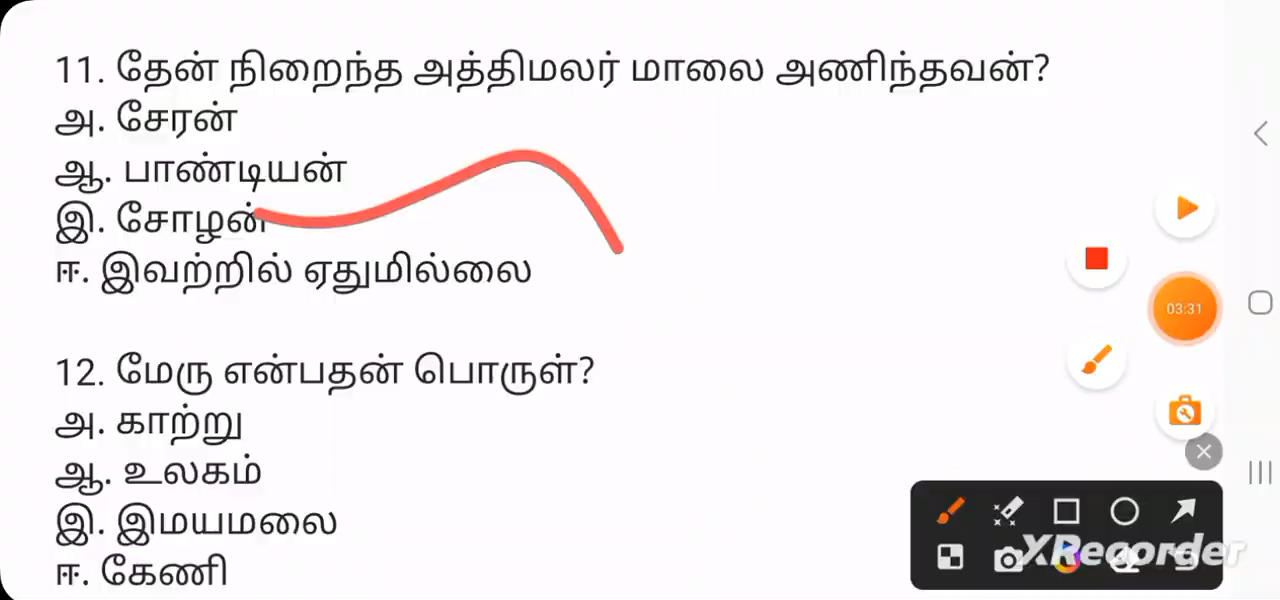 11. தேன் நிறைந்த அத்திமலர் மாலை அணிந்தவன்?
அ. சேரன்
ஆ. பாண்டியன்
இ. சோழன்
ஈ. இவற்றில் ஏதுமில்லை
03:31
12. மேரு என்பதன் பொருள்?
அ. காற்று
ஆ. உலகம்
இ. இமயமலை
ஈ. கேணி
XRecorder